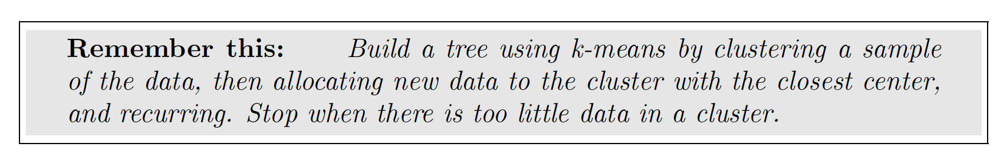 Remember this: Build a tree using k-means by clustering a sample
of the data, then allocating new data to the cluster with the closest center,
and recurring. Stop when there is too little data in a cluster.